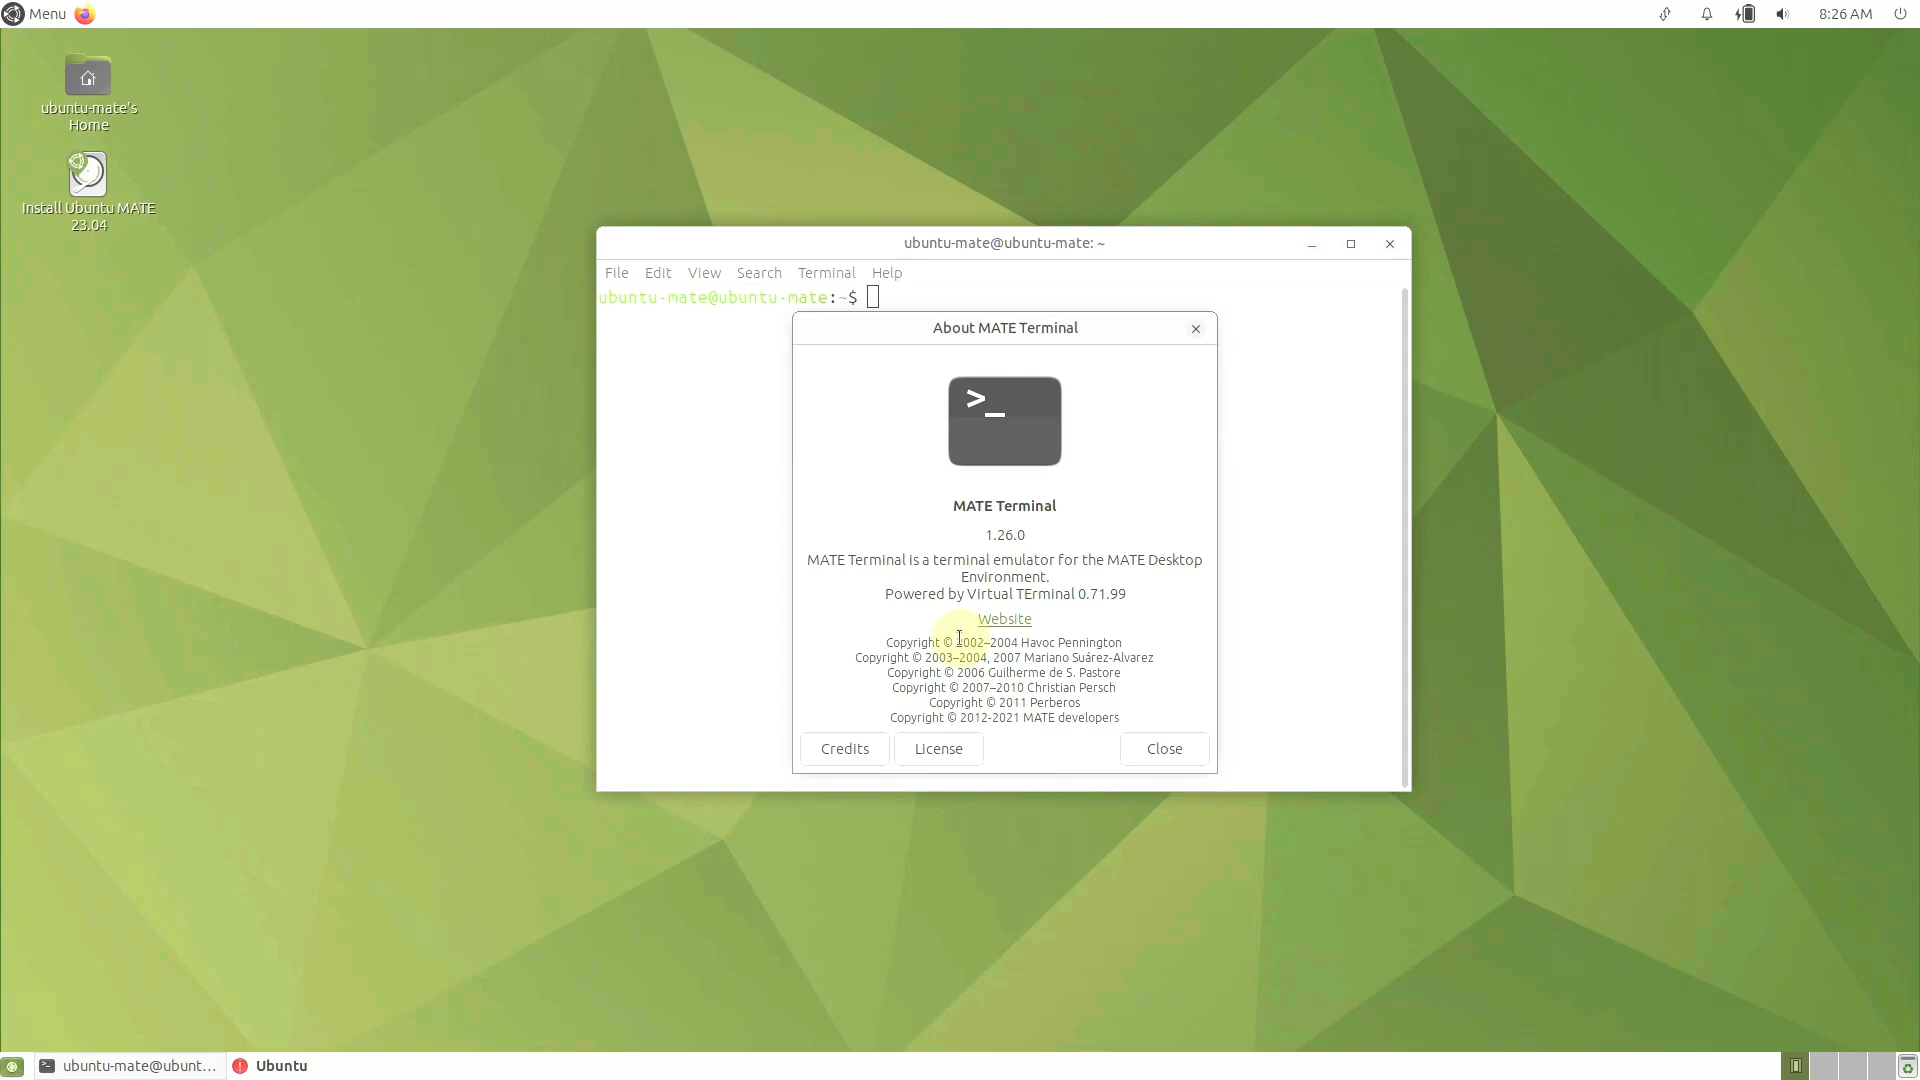 Menu
8:26 AM
ubuntu-mate's
Home
Install Ubuntu MATE
23.04
ubuntu-mate@ubuntu-mate: ~
File Edit View Search Terminal Help
ubuntu-mate@ubuntu-mate:~$
About MATE Terminal
>_
MATE Terminal
1.26.0
MATE Terminal is a terminal emulator for the MATE Desktop
Environment.
Powered by Virtual TErminal 0.71.99
Website
Copyright © 2002–2004 Havoc Pennington
Copyright © 2003–2004, 2007 Mariano Suárez-Alvarez
Copyright © 2006 Guilherme de S. Pastore
Copyright © 2007–2010 Christian Persch
Copyright © 2011 Perberos
Copyright © 2012-2021 MATE developers
Credits License Close
ubuntu-mate@ubunt... Ubuntu